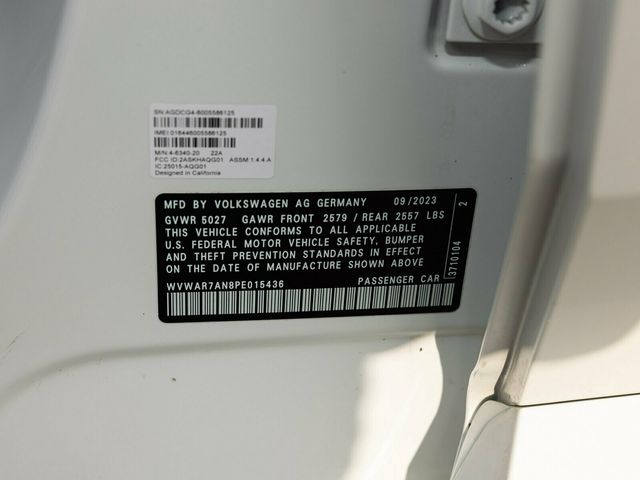 SN:AGDCG4-6005586125
IMEI:016446005586125
M/N:4-6340-20 22A
FCC ID:2ASKHAQG01 ASSM:1.4.4.A
IC:25015-AQG01
Designed in California
MFD BY VOLKSWAGEN AG GERMANY 09/2023
GVWR 5027 GAWR FRONT 2579 / REAR 2557 LBS
THIS VEHICLE CONFORMS TO ALL APPLICABLE
U.S. FEDERAL MOTOR VEHICLE SAFETY, BUMPER
AND THEFT PREVENTION STANDARDS IN EFFECT
ON THE DATE OF MANUFACTURE SHOWN ABOVE
WVWAR7AN8PE015436 PASSENGER CAR
3710104 2